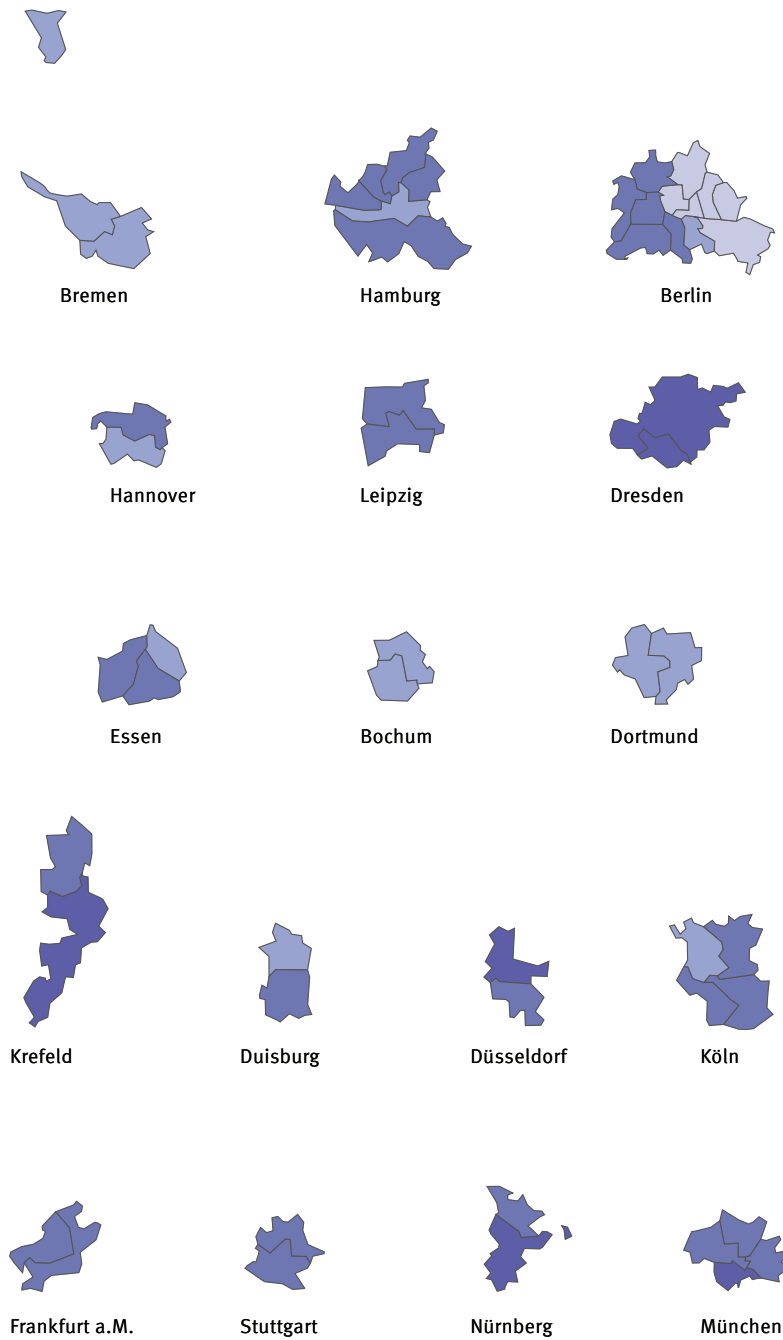 Bremen
Hamburg
Berlin
Hannover
Leipzig
Dresden
Essen
Bochum
Dortmund
Krefeld
Duisburg
Düsseldorf
Köln
Frankfurt a.M.
Stuttgart
Nürnberg
München